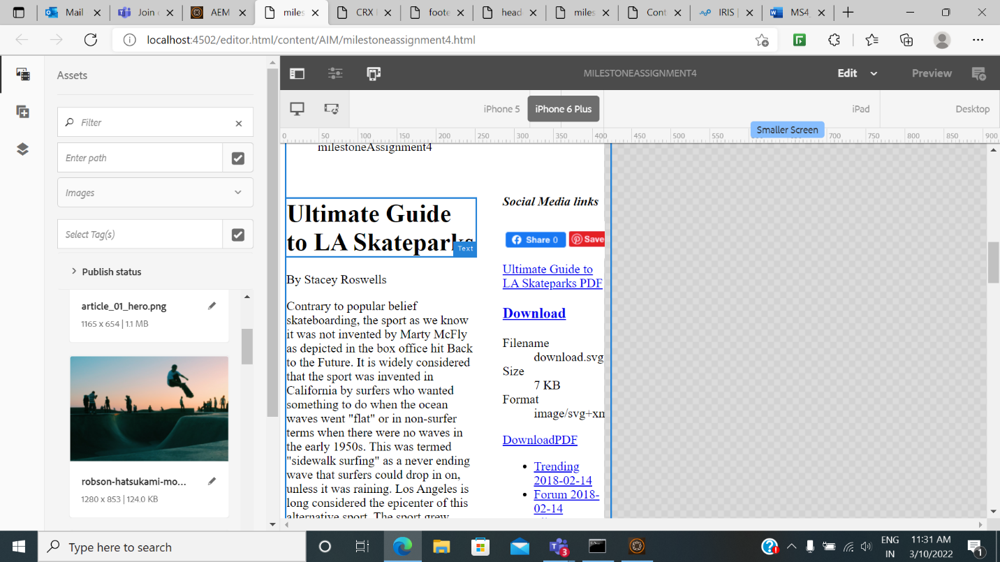 Mail
Join
AEM
miles
CRX
foote
head
miles
Cont
IRIS |
MS4_
localhost:4502/editor.html/content/AIM/milestoneassignment4.html
Assets
Filter
Enter path
Images
Select Tag(s)
Publish status
article_01_hero.png
1165 x 654 | 1.1 MB
robson-hatsukami-mo...
1280 x 853 | 124.0 KB
MILESTONEASSIGNMENT4
Edit
Preview
iPhone 5
iPhone 6 Plus
iPad
Desktop
Smaller Screen
0 50 100 150 200 250 300 350 400 450 500 550 650 700 750 800 850 900
milestoneAssignment4
Ultimate Guide
to LA Skateparks
Text
By Stacey Roswells
Contrary to popular belief
skateboarding, the sport as we know
it was not invented by Marty McFly
as depicted in the box office hit Back
to the Future. It is widely considered
that the sport was invented in
California by surfers who wanted
something to do when the ocean
waves went "flat" or in non-surfer
terms when there were no waves in
the early 1950s. This was termed
"sidewalk surfing" as a never ending
wave that surfers could drop in on,
unless it was raining. Los Angeles is
long considered the epicenter of this
alternative sport. The sport grew
Social Media links
Share 0
Save
Ultimate Guide to
LA Skateparks PDF
Download
Filename
download.svg
Size
7 KB
Format
image/svg+xm
DownloadPDF
• Trending
2018-02-14
• Forum 2018-
02-14
Type here to search
3
ENG
IN
11:31 AM
3/10/2022
1